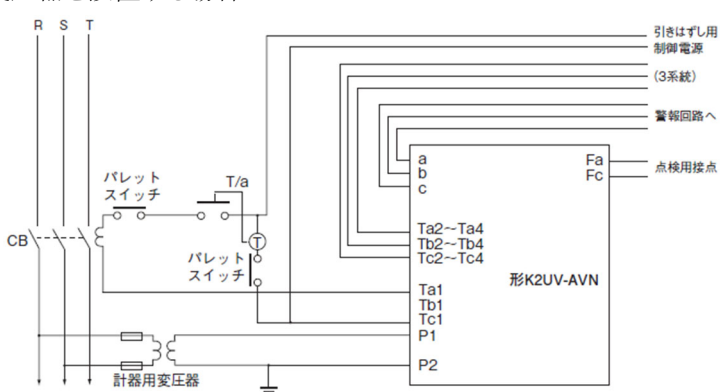 R S T
引きはずし用
制御電源
(3系統)
警報回路へ
パレット
スイッチ
T/a
a
b
c
Fa
Fc
点検用接点
CB
T
パレット
スイッチ
Ta2～Ta4
Tb2～Tb4
Tc2～Tc4
形K2UV-AVN
Ta1
Tb1
Tc1
P1
P2
計器用変圧器